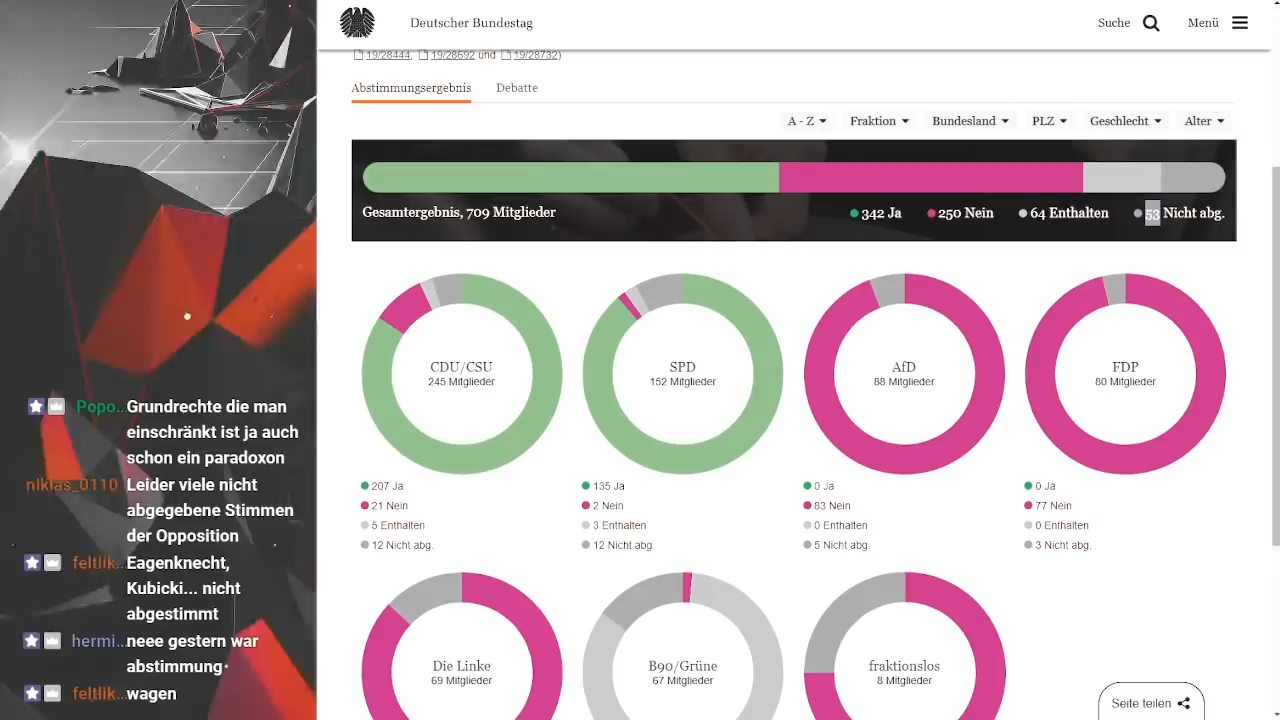 Deutscher Bundestag
Suche
Menü
19/28444, 19/28692 und 19/28732)
Abstimmungsergebnis
Debatte
A - Z
Fraktion
Bundesland
PLZ
Geschlecht
Alter
Gesamtergebnis, 709 Mitglieder
342 Ja
250 Nein
64 Enthalten
53 Nicht abg.
CDU/CSU
245 Mitglieder
207 Ja
21 Nein
5 Enthalten
12 Nicht abg.
SPD
152 Mitglieder
135 Ja
2 Nein
3 Enthalten
12 Nicht abg.
AfD
88 Mitglieder
0 Ja
83 Nein
0 Enthalten
5 Nicht abg.
FDP
80 Mitglieder
0 Ja
77 Nein
0 Enthalten
3 Nicht abg.
Die Linke
69 Mitglieder
B90/Grüne
67 Mitglieder
fraktionslos
8 Mitglieder
Seite teilen
Popo... Grundrechte die man
einschränkt ist ja auch
schon ein paradoxon
nIklas_0110 Leider viele nicht
abgegebene Stimmen
der Opposition
feltlik... Eagenknecht,
Kubicki... nicht
abgestimmt
hermi... neee gestern war
abstimmung
feltlik... wagen